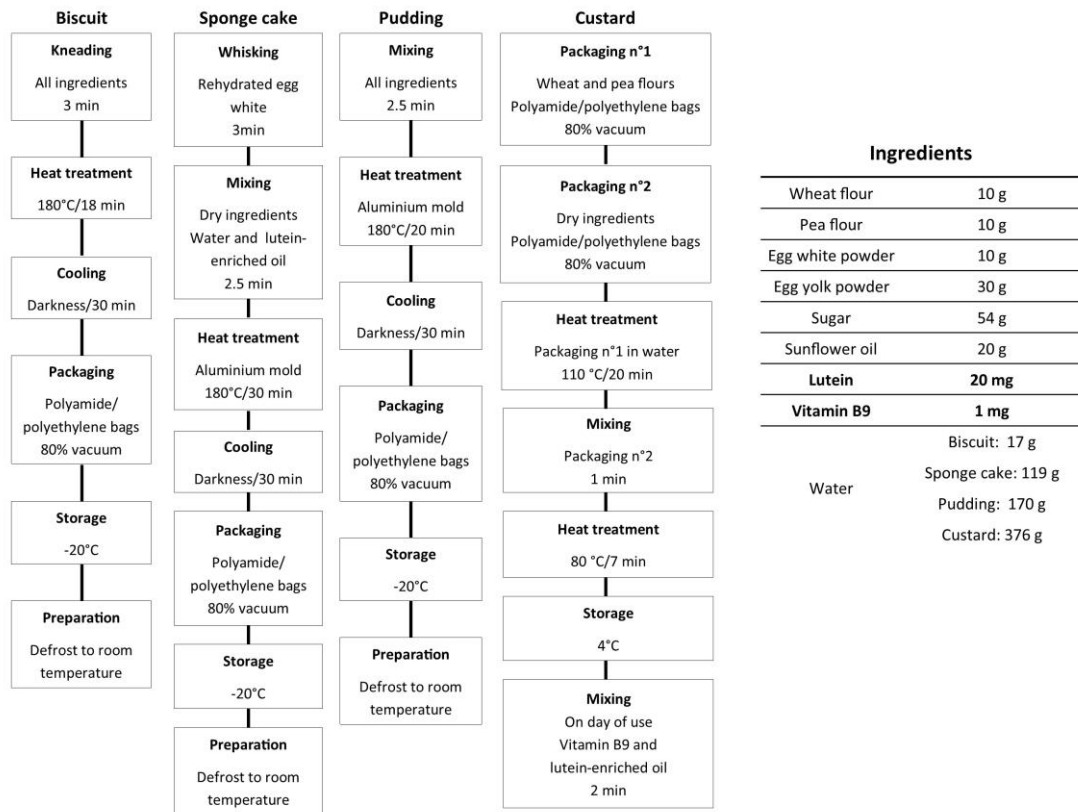 Biscuit
Kneading
All ingredients
3 min
Heat treatment
180°C/18 min
Cooling
Darkness/30 min
Packaging
Polyamide/
polyethylene bags
80% vacuum
Storage
-20°C
Preparation
Defrost to room
temperature
Sponge cake
Whisking
Rehydrated egg
white
3min
Mixing
Dry ingredients
Water and lutein-
enriched oil
2.5 min
Heat treatment
Aluminium mold
180°C/30 min
Cooling
Darkness/30 min
Packaging
Polyamide/
polyethylene bags
80% vacuum
Storage
-20°C
Preparation
Defrost to room
temperature
Pudding
Mixing
All ingredients
2.5 min
Heat treatment
Aluminium mold
180°C/20 min
Cooling
Darkness/30 min
Packaging
Polyamide/
polyethylene bags
80% vacuum
Storage
-20°C
Preparation
Defrost to room
temperature
Custard
Packaging n°1
Wheat and pea flours
Polyamide/polyethylene bags
80% vacuum
Packaging n°2
Dry ingredients
Polyamide/polyethylene bags
80% vacuum
Heat treatment
Packaging n°1 in water
110 °C/20 min
Mixing
Packaging n°2
1 min
Heat treatment
80 °C/7 min
Storage
4°C
Mixing
On day of use
Vitamin B9 and
lutein-enriched oil
2 min
Ingredients
Wheat flour 10 g
Pea flour 10 g
Egg white powder 10 g
Egg yolk powder 30 g
Sugar 54 g
Sunflower oil 20 g
Lutein 20 mg
Vitamin B9 1 mg
Water
Biscuit: 17 g
Sponge cake: 119 g
Pudding: 170 g
Custard: 376 g